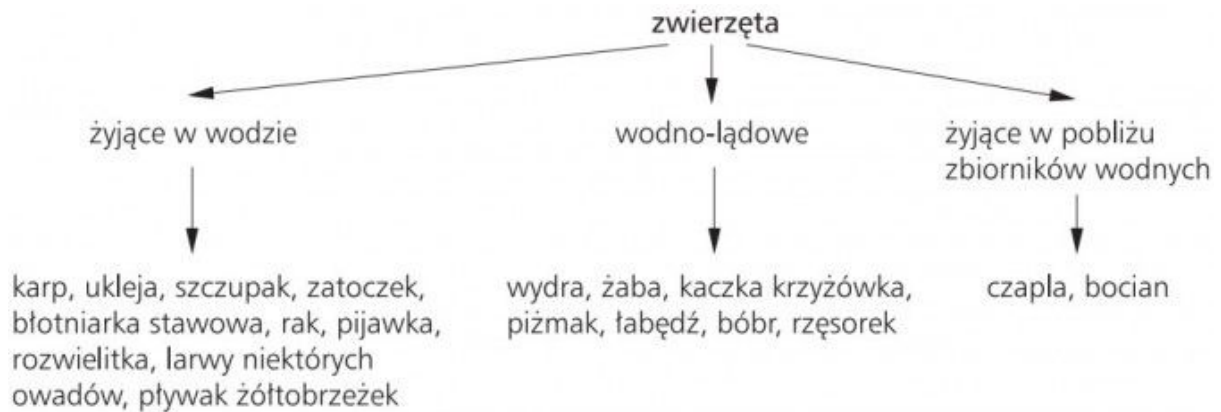 zwierzęta
żyjące w wodzie
wodno-lądowe
żyjące w pobliżu
zbiorników wodnych
karp, ukleja, szczupak, zatoczek,
błotniarka stawowa, rak, pijawka,
rozwielitka, larwy niektórych
owadów, pływak żółtobrzeżek
wydra, żaba, kaczka krzyżówka,
piżmak, łabędź, bóbr, rzęsorek
czapla, bocian